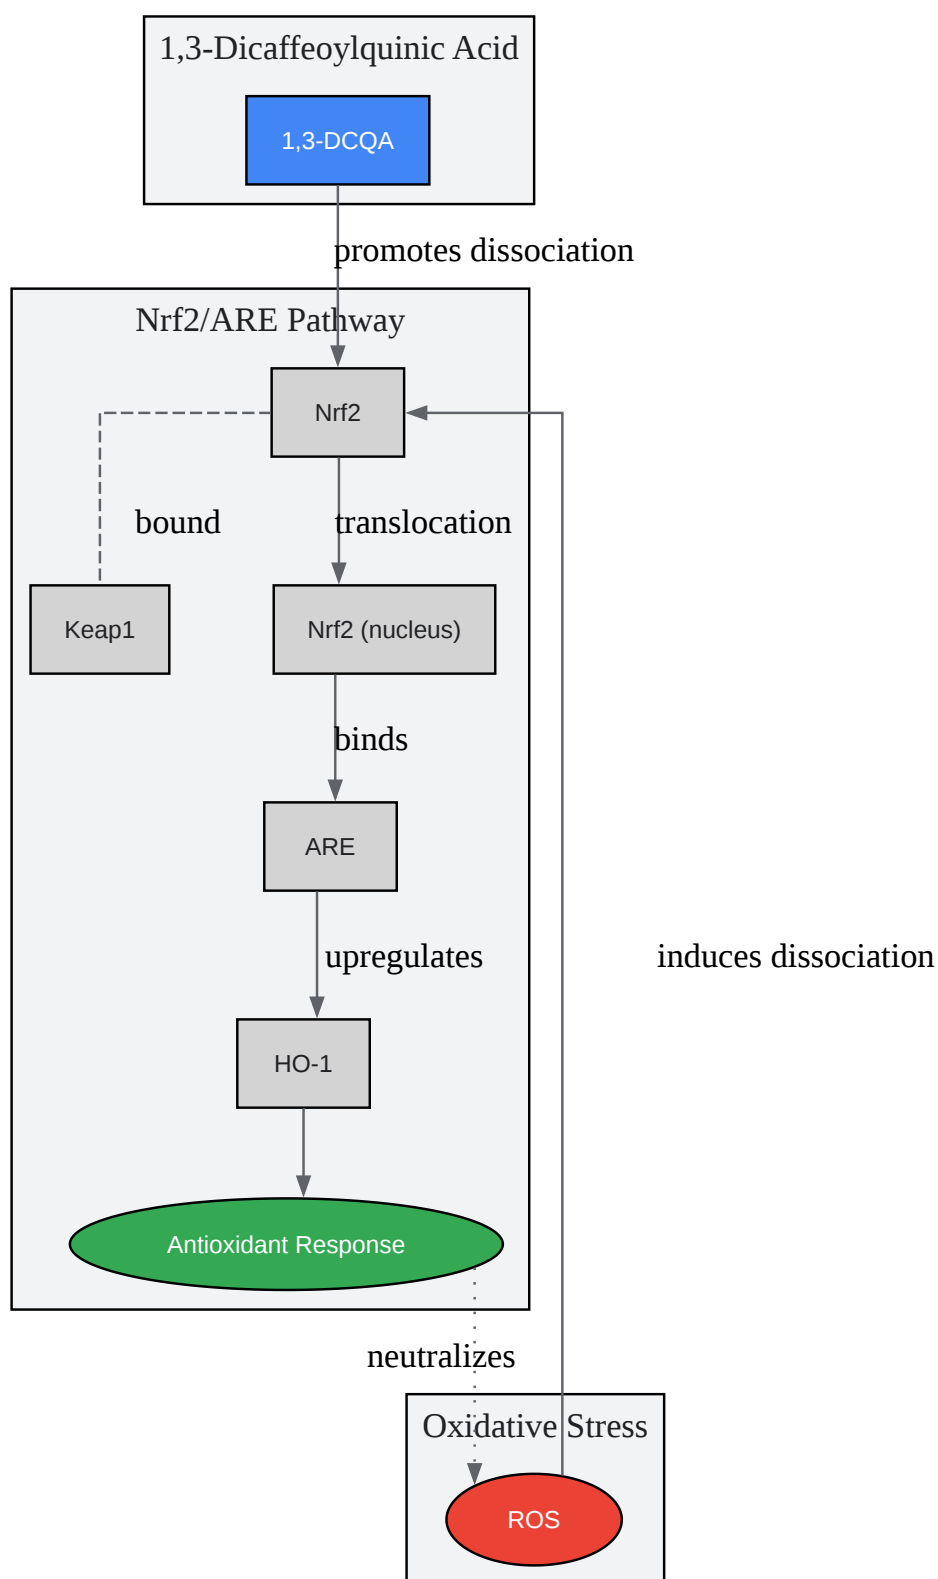 1,3-Dicaffeoylquinic Acid
1,3-DCQA
promotes dissociation
Nrf2/ARE Pathway
Nrf2
bound
translocation
Keap1
Nrf2 (nucleus)
binds
ARE
upregulates
induces dissociation
HO-1
Antioxidant Response
neutralizes
Oxidative Stress
ROS